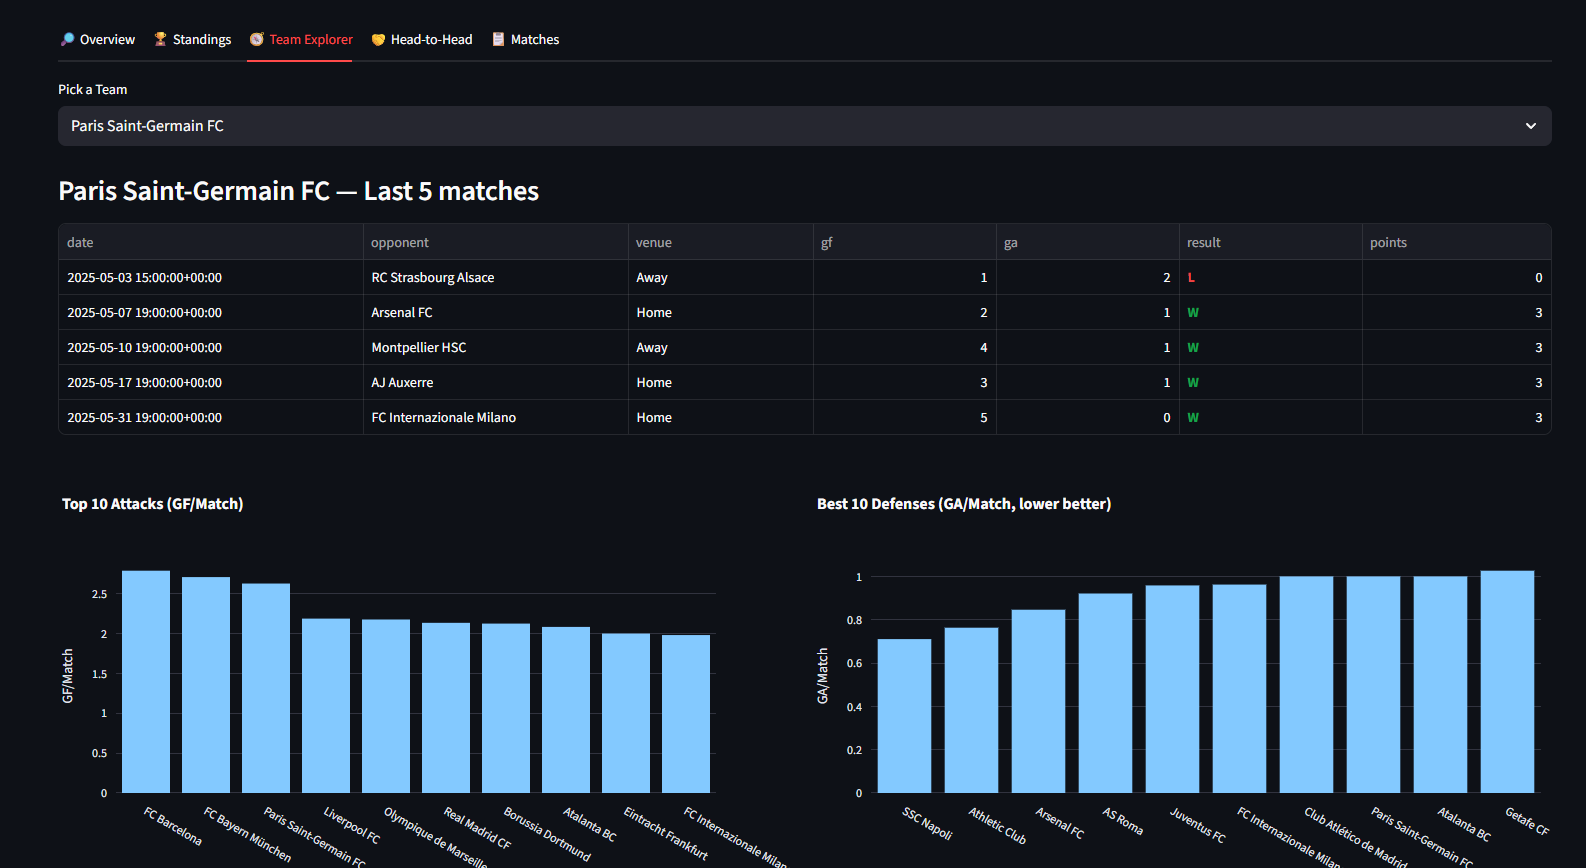 Overview Standings Team Explorer Head-to-Head Matches
Pick a Team
Paris Saint-Germain FC
Paris Saint-Germain FC — Last 5 matches
date opponent venue gf ga result points
2025-05-03 15:00:00+00:00 RC Strasbourg Alsace Away 1 2 L 0
2025-05-07 19:00:00+00:00 Arsenal FC Home 2 1 W 3
2025-05-10 19:00:00+00:00 Montpellier HSC Away 4 1 W 3
2025-05-17 19:00:00+00:00 AJ Auxerre Home 3 1 W 3
2025-05-31 19:00:00+00:00 FC Internazionale Milano Home 5 0 W 3
Top 10 Attacks (GF/Match)
GF/Match
2.5
2
1.5
1
0.5
0
FC Barcelona
FC Bayern München
Paris Saint-Germain FC
Liverpool FC
Olympique de Marseille
Real Madrid CF
Borussia Dortmund
Atalanta BC
Eintracht Frankfurt
FC Internazionale Milan
Best 10 Defenses (GA/Match, lower better)
GA/Match
1
0.8
0.6
0.4
0.2
0
SSC Napoli
Athletic Club
Arsenal FC
AS Roma
Juventus FC
FC Internazionale Milan
Club Atlético de Madrid
Paris Saint-Germain FC
Atalanta BC
Getafe CF